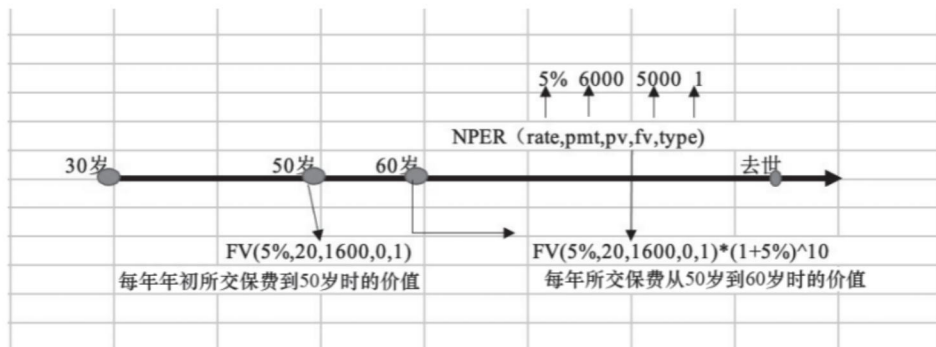 5% 6000 5000 1
NPER（rate,pmt,pv,fv,type)
30岁 50岁 60岁 去世
FV(5%,20,1600,0,1) FV(5%,20,1600,0,1)*(1+5%)^10
每年年初所交保费到50岁时的价值 每年所交保费从50岁到60岁时的价值